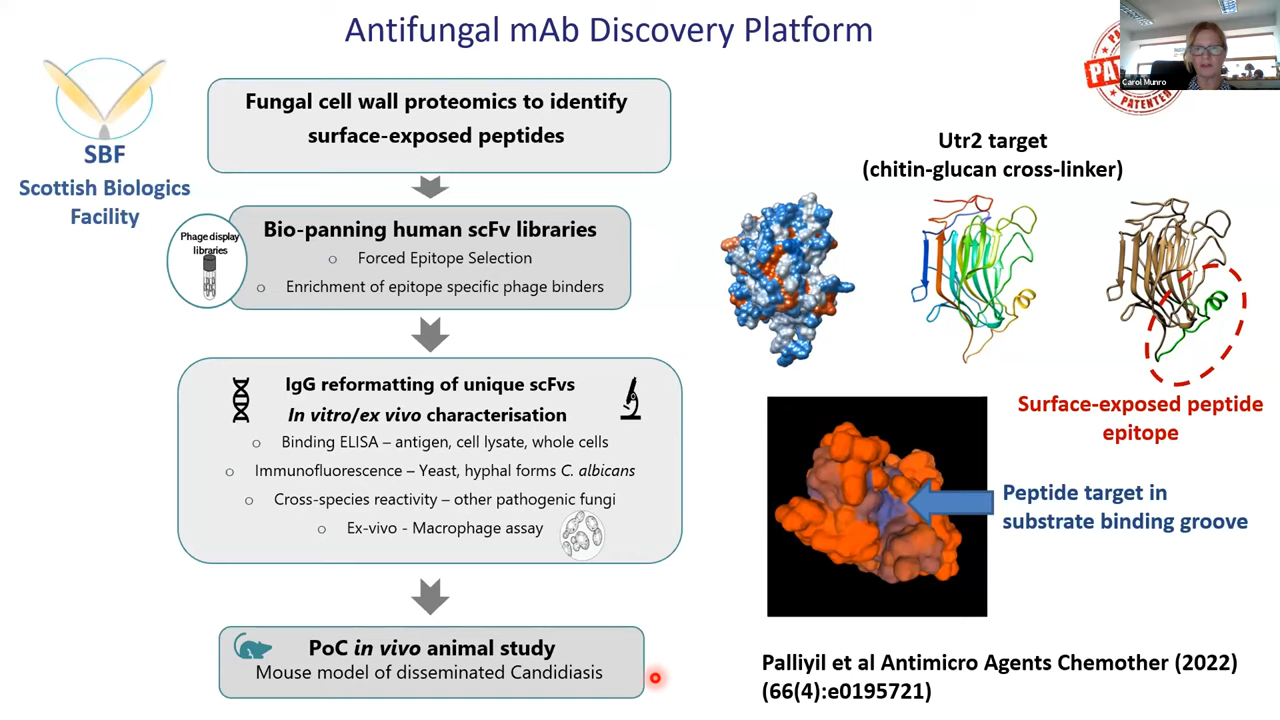 Antifungal mAb Discovery Platform
Carol Munro
PATENTED
SBF
Scottish Biologics
Facility
Fungal cell wall proteomics to identify
surface-exposed peptides
Phage display
libraries
Bio-panning human scFv libraries
○ Forced Epitope Selection
○ Enrichment of epitope specific phage binders
IgG reformatting of unique scFvs
In vitro/ex vivo characterisation
○ Binding ELISA – antigen, cell lysate, whole cells
○ Immunofluorescence – Yeast, hyphal forms C. albicans
○ Cross-species reactivity – other pathogenic fungi
○ Ex-vivo - Macrophage assay
PoC in vivo animal study
Mouse model of disseminated Candidiasis
Utr2 target
(chitin-glucan cross-linker)
Surface-exposed peptide
epitope
Peptide target in
substrate binding groove
Palliyil et al Antimicro Agents Chemother (2022)
(66(4):e0195721)